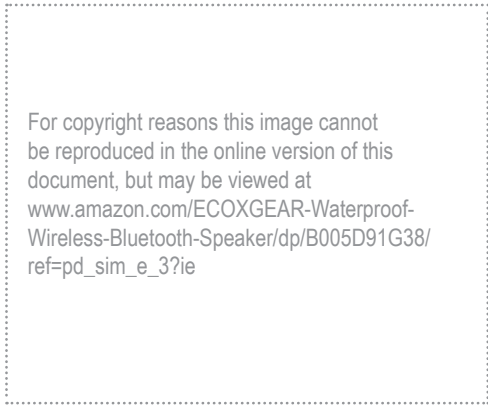 For copyright reasons this image cannot
be reproduced in the online version of this
document, but may be viewed at
www.amazon.com/ECOXGEAR-Waterproof-
Wireless-Bluetooth-Speaker/dp/B005D91G38/
ref=pd_sim_e_3?ie